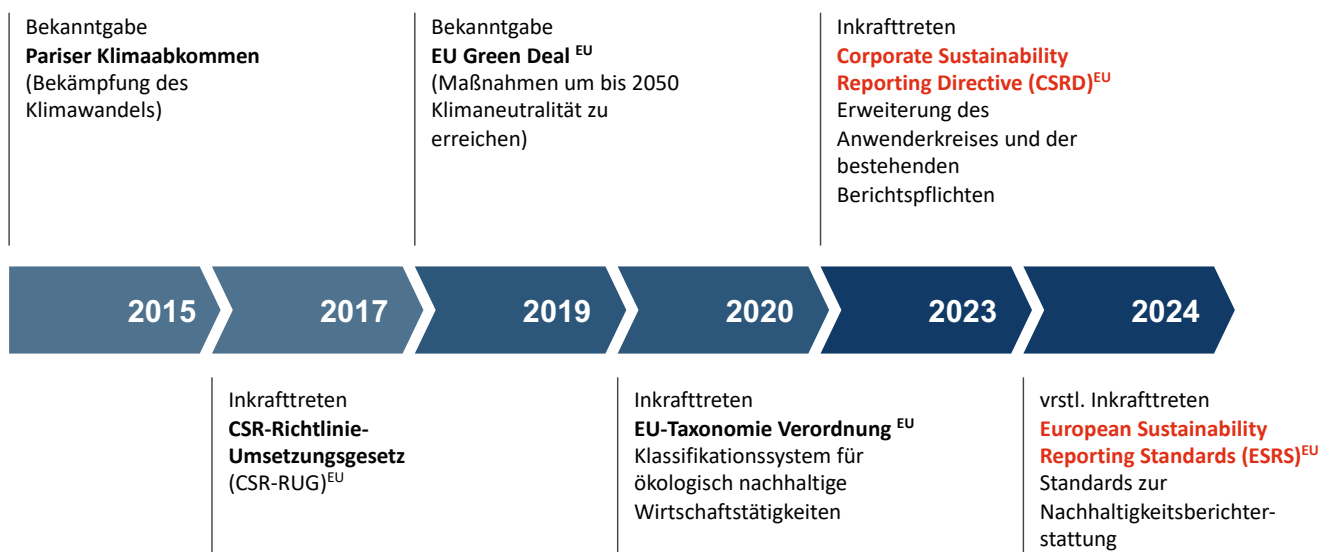 Bekanntgabe
Pariser Klimaabkommen
(Bekämpfung des
Klimawandels)
Bekanntgabe
EU Green Deal EU
(Maßnahmen um bis 2050
Klimaneutralität zu
erreichen)
Inkrafttreten
Corporate Sustainability
Reporting Directive (CSRD)EU
Erweiterung des
Anwenderkreises und der
bestehenden
Berichtspflichten
2015
2017
2019
2020
2023
2024
Inkrafttreten
CSR-Richtlinie-
Umsetzungsgesetz
(CSR-RUG)EU
Inkrafttreten
EU-Taxonomie Verordnung EU
Klassifikationssystem für
ökologisch nachhaltige
Wirtschaftstätigkeiten
vrstl. Inkrafttreten
European Sustainability
Reporting Standards (ESRS)EU
Standards zur
Nachhaltigkeitsberichter-
stattung